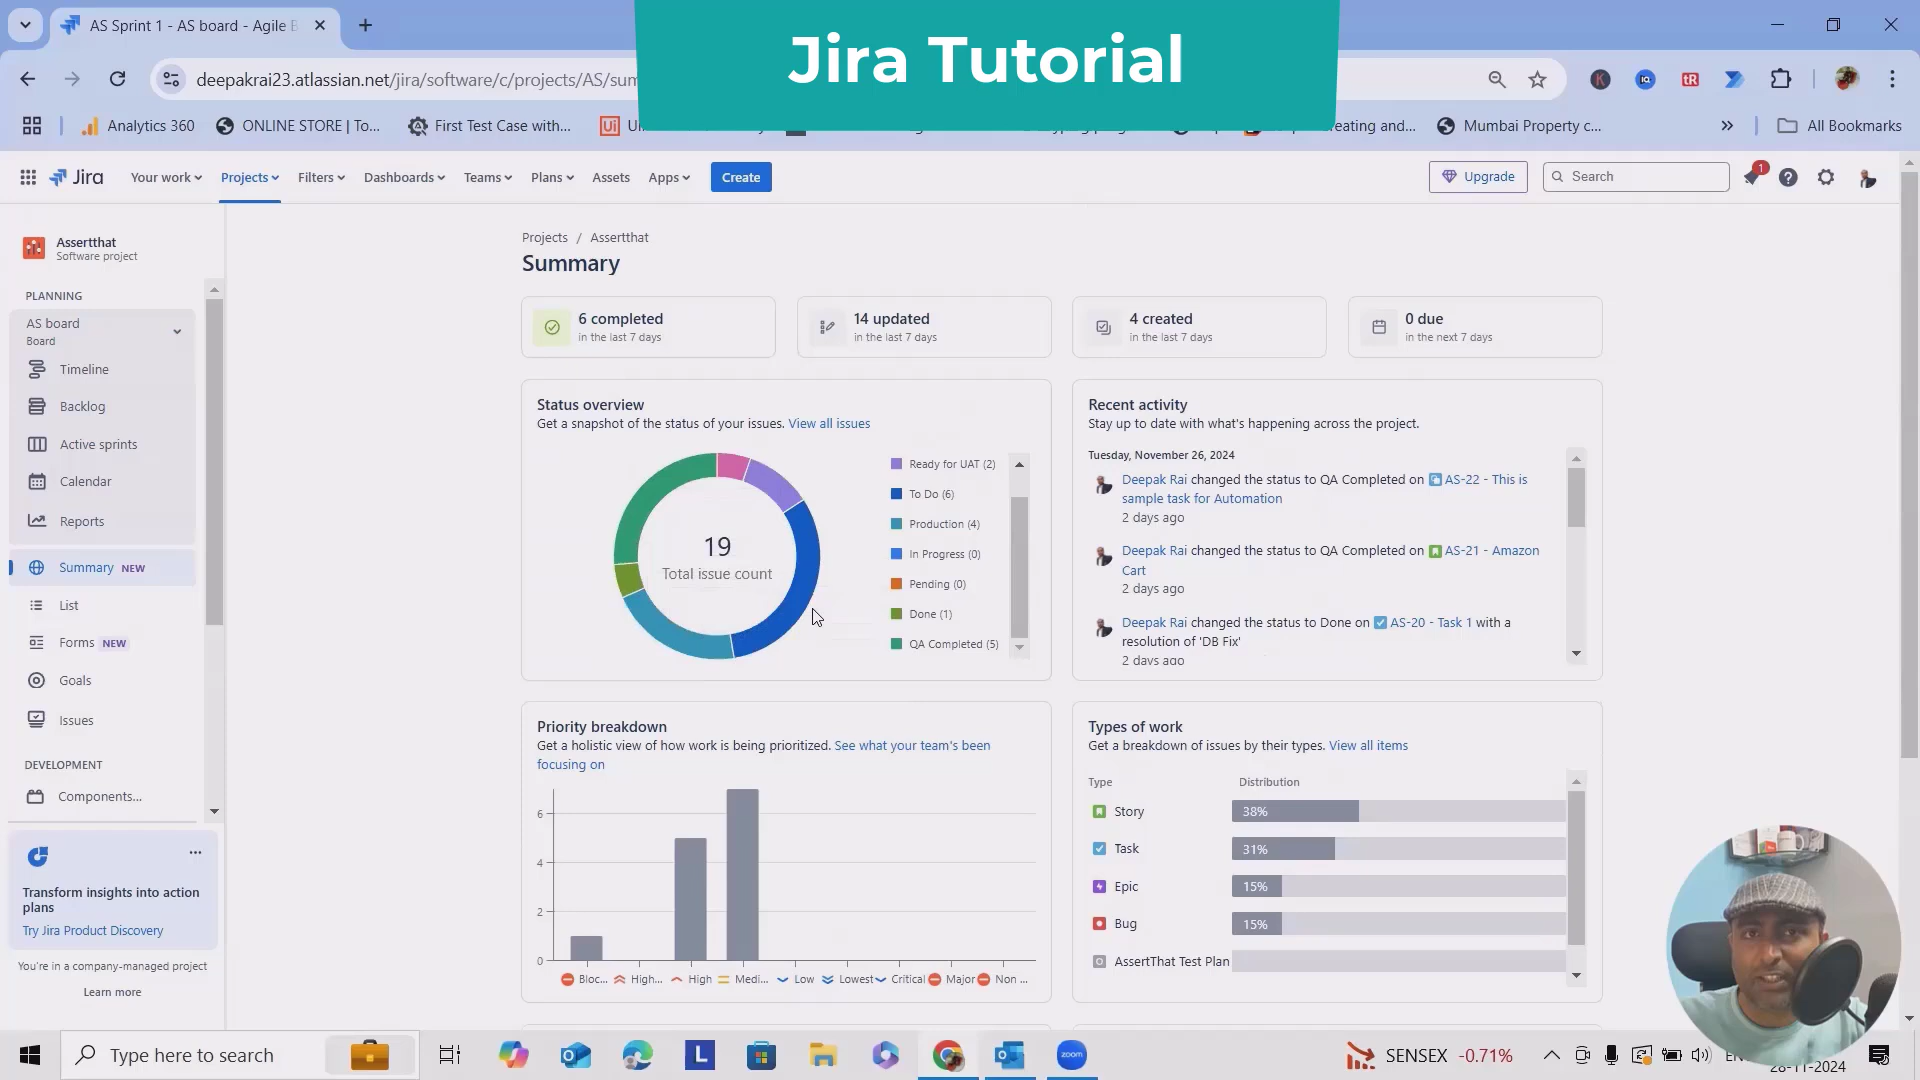 AS Sprint 1 - AS board - Agile B
Jira Tutorial
deepakrai23.atlassian.net/jira/software/c/projects/AS/sum
Analytics 360
ONLINE STORE | To...
First Test Case with...
Mumbai Property c...
All Bookmarks
Jira
Your work
Projects
Filters
Dashboards
Teams
Plans
Assets
Apps
Create
Upgrade
Search
1
Assertthat
Software project
PLANNING
AS board
Board
Timeline
Backlog
Active sprints
Calendar
Reports
Summary NEW
List
Forms NEW
Goals
Issues
DEVELOPMENT
Components...
Transform insights into action
plans
Try Jira Product Discovery
You're in a company-managed project
Learn more
Projects / Assertthat
Summary
6 completed
in the last 7 days
14 updated
in the last 7 days
4 created
in the last 7 days
0 due
in the next 7 days
Status overview
Get a snapshot of the status of your issues. View all issues
19
Total issue count
Ready for UAT (2)
To Do (6)
Production (4)
In Progress (0)
Pending (0)
Done (1)
QA Completed (5)
Recent activity
Stay up to date with what's happening across the project.
Tuesday, November 26, 2024
Deepak Rai changed the status to QA Completed on AS-22 - This is
sample task for Automation
2 days ago
Deepak Rai changed the status to QA Completed on AS-21 - Amazon
Cart
2 days ago
Deepak Rai changed the status to Done on AS-20 - Task 1 with a
resolution of 'DB Fix'
2 days ago
Priority breakdown
Get a holistic view of how work is being prioritized. See what your team's been
focusing on
6
4
2
0
Bloc... High... High Medi... Low Lowest Critical Major Non ...
Types of work
Get a breakdown of issues by their types. View all items
Type Distribution
Story 38%
Task 31%
Epic 15%
Bug 15%
AssertThat Test Plan
Type here to search
L
zoom
SENSEX -0.71%
28-11-2024